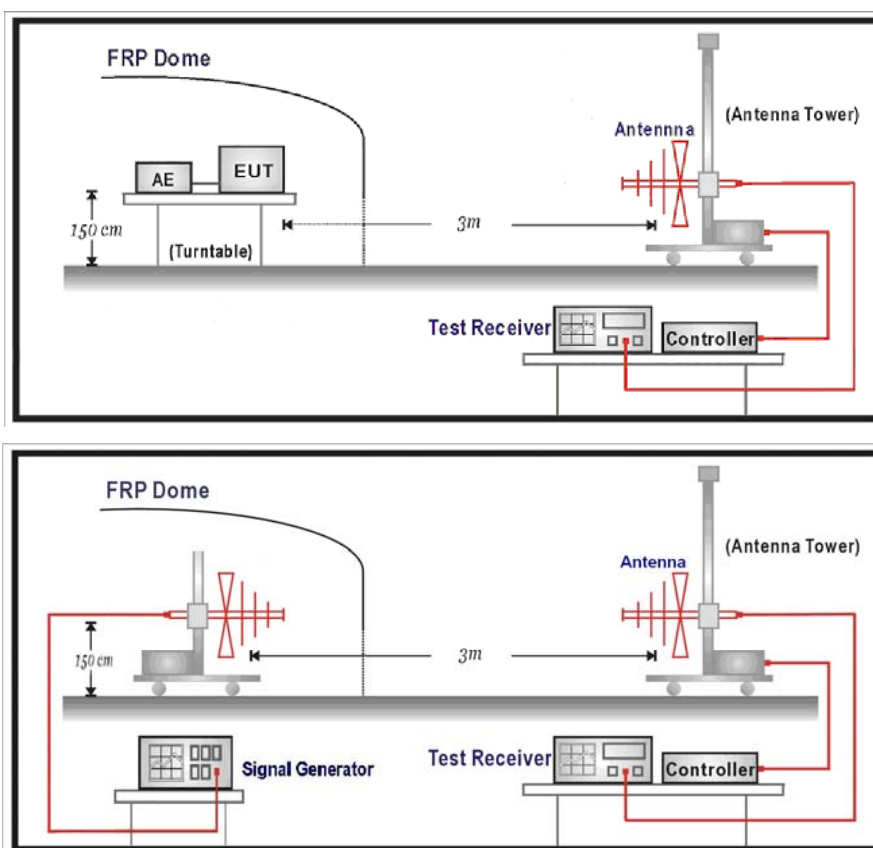 FRP Dome
(Antenna Tower)
Antennna
AE
EUT
150 cm
3m
(Turntable)
Test Receiver
Controller
FRP Dome
(Antenna Tower)
Antenna
150 cm
3m
Signal Generator
Test Receiver
Controller